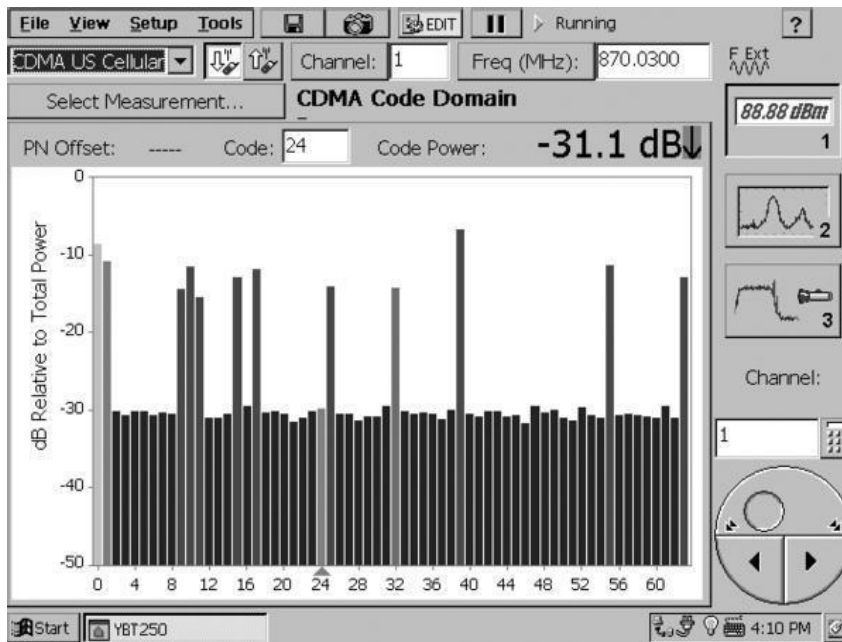 File View Setup Tools EDIT Running ?
CDMA US Cellular Channel: 1 Freq (MHz): 870.0300 F Ext
Select Measurement... CDMA Code Domain
88.88 dBm
1
PN Offset: ----- Code: 24 Code Power: -31.1 dB
0
-10
-20
-30
-40
-50
dB Relative to Total Power
0 4 8 12 16 20 24 28 32 36 40 44 48 52 56 60
2
3
Channel:
1
Start YBT250 4:10 PM